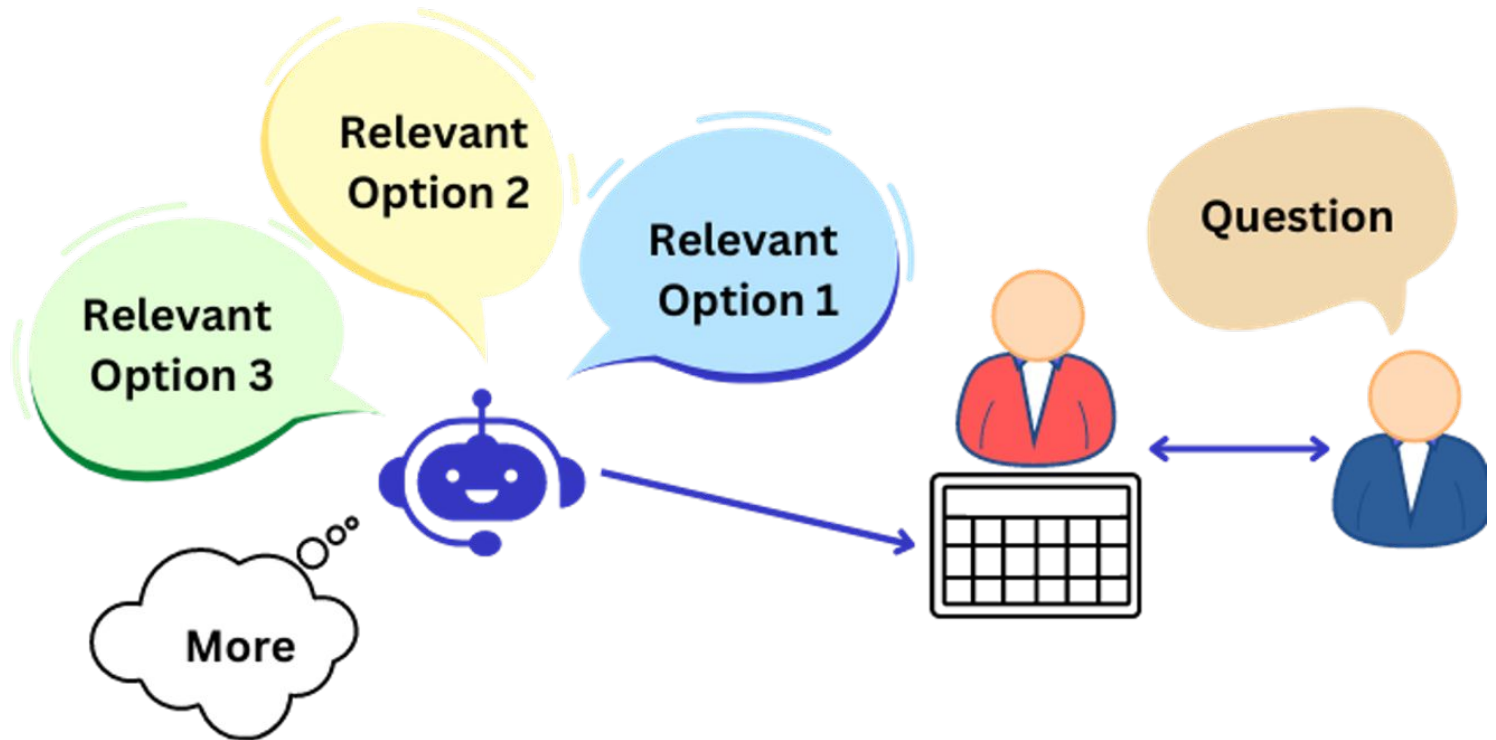 Relevant
Option 2
Relevant
Option 1
Question
Relevant
Option 3
More